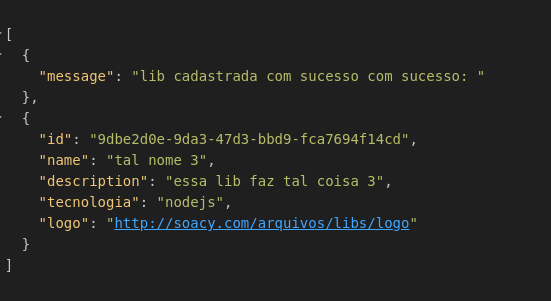 [
{
"message": "lib cadastrada com sucesso com sucesso: "
},
{
"id": "9dbe2d0e-9da3-47d3-bbd9-fca7694f14cd",
"name": "tal nome 3",
"description": "essa lib faz tal coisa 3",
"tecnologia": "nodejs",
"logo": "http://soacy.com/arquivos/libs/logo"
}
]